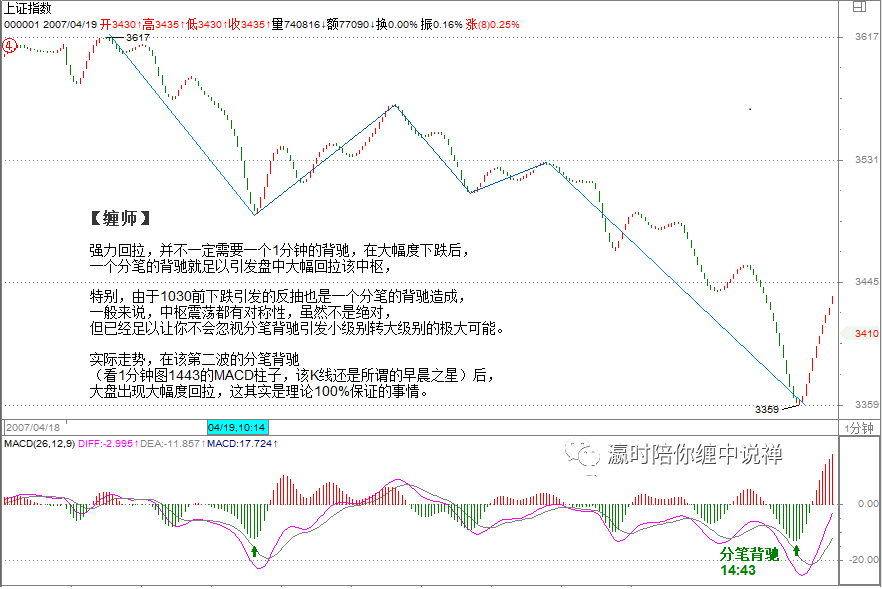 上证指数
000001 2007/04/19 开3430↑高3435↑低3430↑收3435↑量740816↓额77090↓换0.00% 振0.16% 涨(8)0.25%
4
3617
3617
3531
【缠师】
强力回拉，并不一定需要一个1分钟的背驰，在大幅度下跌后，
一个分笔的背驰就足以引发盘中大幅回拉该中枢，
特别，由于1030前下跌引发的反抽也是一个分笔的背驰造成，
一般来说，中枢震荡都有对称性，虽然不是绝对，
但已经足以让你不会忽视分笔背驰引发小级别转大级别的极大可能。
3445
3410
实际走势，在该第二波的分笔背驰
（看1分钟图1443的MACD柱子，该K线还是所谓的早晨之星）后，
大盘出现大幅度回拉，这其实是理论100%保证的事情。
3359
3359
2007/04/18
04/19,10:14
1分钟
MACD(26,12,9) DIFF:-2.995↑DEA:-11.857↑MACD:17.724↑
瀛时陪你缠中说禅
0.00
分笔背驰
14:43
-20.00